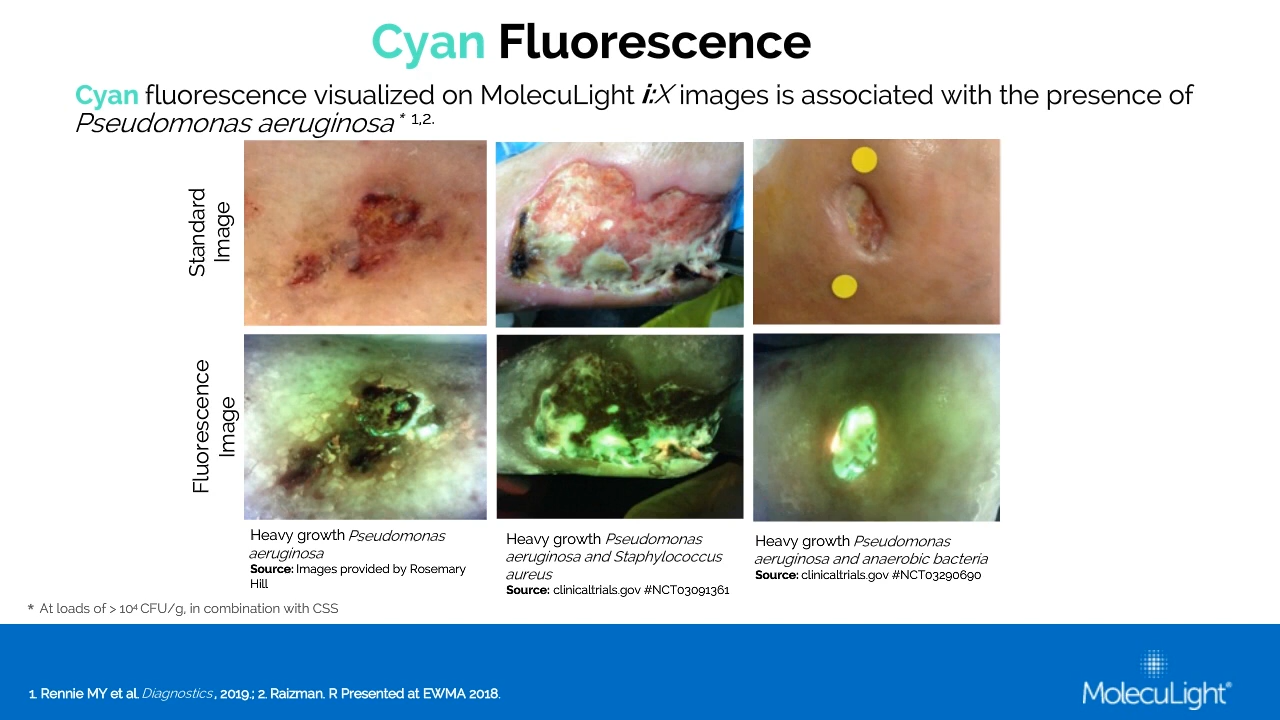 Cyan Fluorescence
Cyan fluorescence visualized on MolecuLight i:X images is associated with the presence of
Pseudomonas aeruginosa* 1,2.
Standard
Image
Fluorescence
Image
Heavy growth Pseudomonas
aeruginosa
Source: Images provided by Rosemary
Hill
Heavy growth Pseudomonas
aeruginosa and Staphylococcus
aureus
Source: clinicaltrials.gov #NCT03091361
Heavy growth Pseudomonas
aeruginosa and anaerobic bacteria
Source: clinicaltrials.gov #NCT03290690
* At loads of > 10⁴ CFU/g, in combination with CSS
1. Rennie MY et al. Diagnostics, 2019.; 2. Raizman. R Presented at EWMA 2018.
MolecuLight®